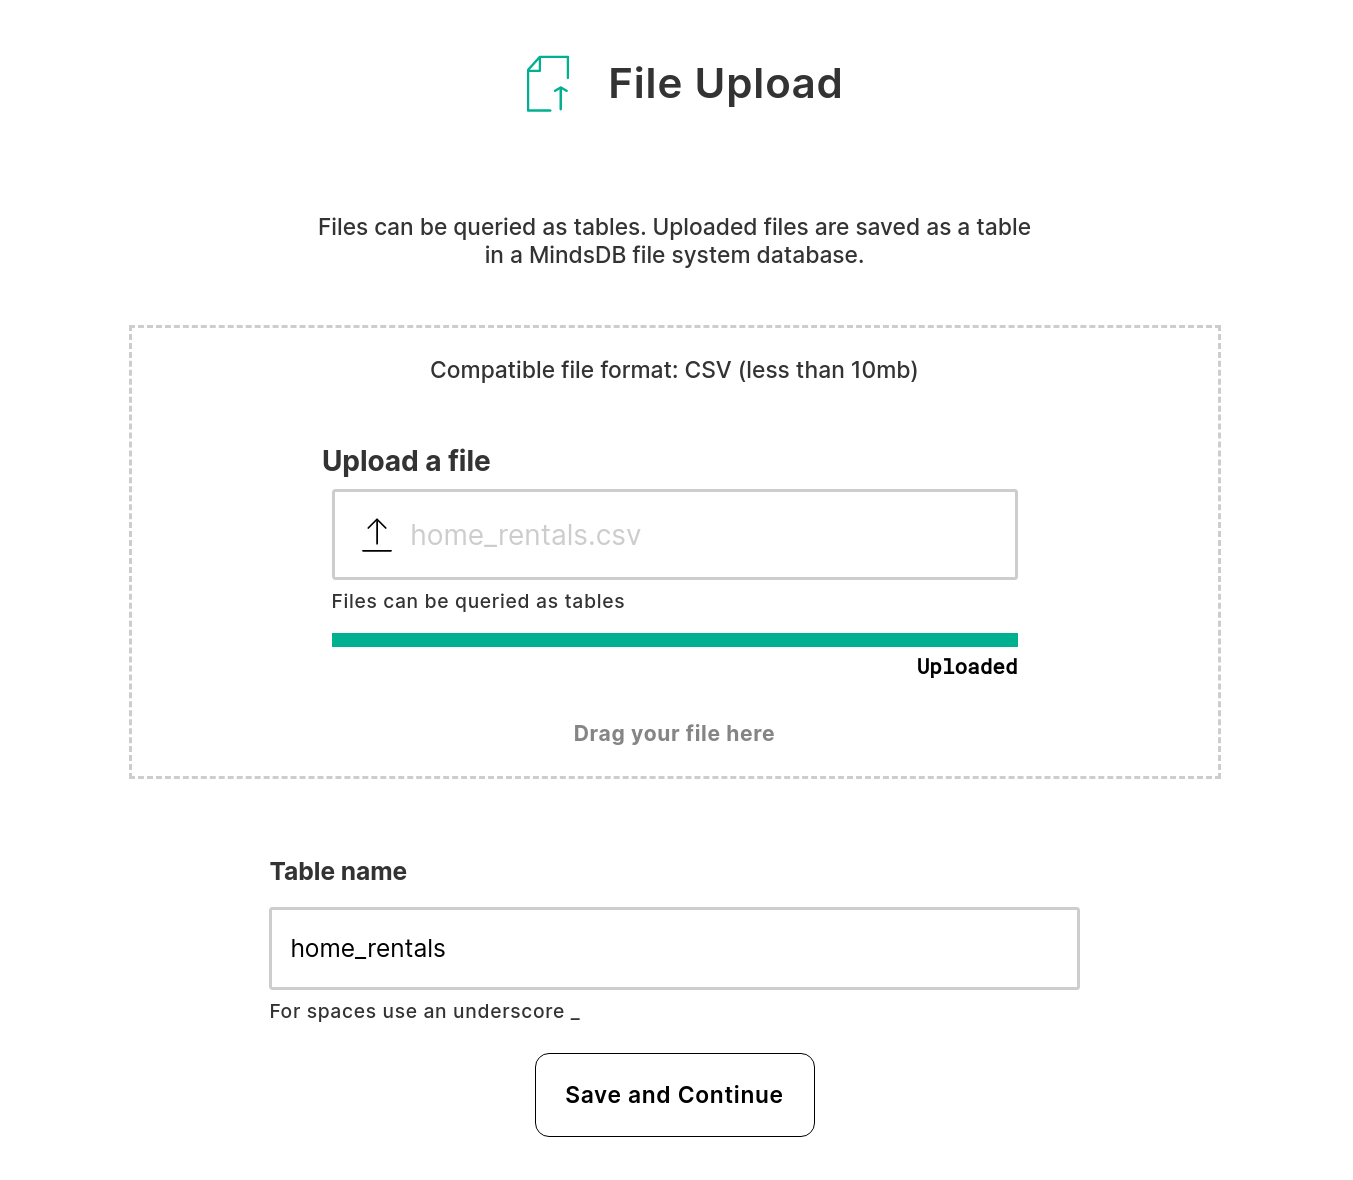 File Upload
Files can be queried as tables. Uploaded files are saved as a table
in a MindsDB file system database.
Compatible file format: CSV (less than 10mb)
Upload a file
home_rentals.csv
Files can be queried as tables
Uploaded
Drag your file here
Table name
home_rentals
For spaces use an underscore _
Save and Continue